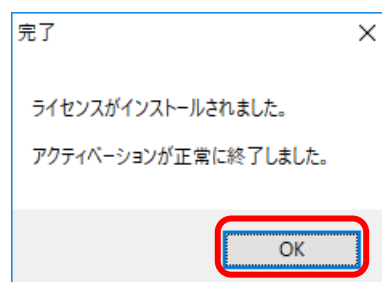 完了
ライセンスがインストールされました。
アクティベーションが正常に終了しました。
OK